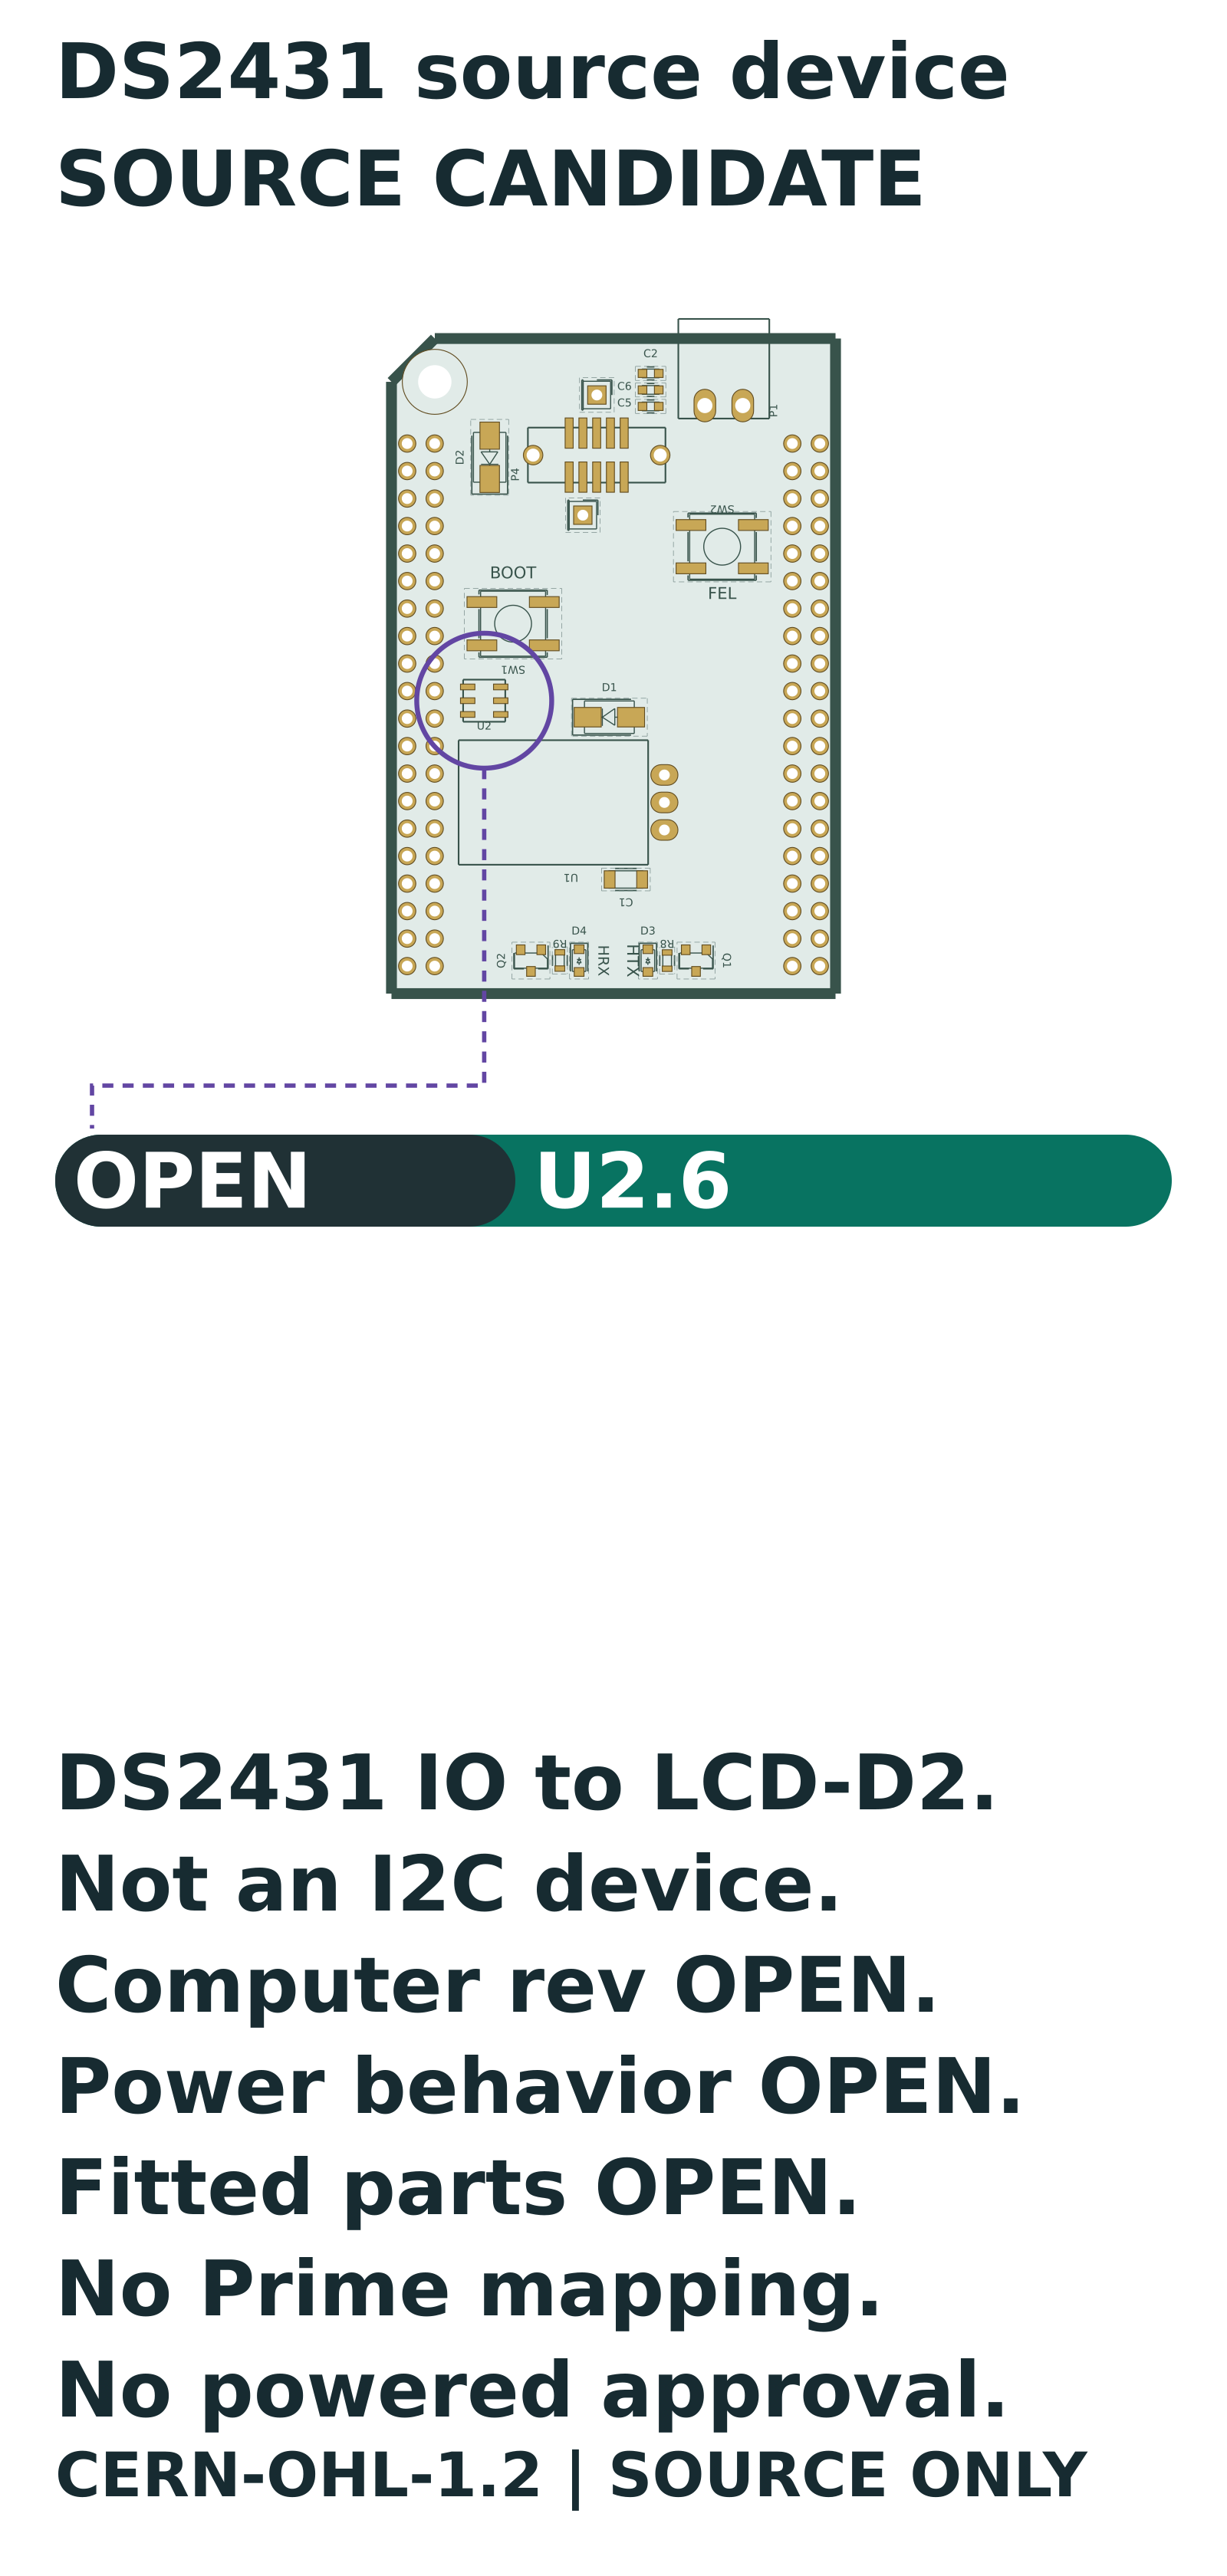 DS2431 source device
SOURCE CANDIDATE
C2
C6
C5
P1
D2
P4
SW2
BOOT
FEL
SW1
D1
U2
U1
C1
D4
D3
Q2
R9
HRX
HTX
R8
Q1
OPEN U2.6
DS2431 IO to LCD-D2.
Not an I2C device.
Computer rev OPEN.
Power behavior OPEN.
Fitted parts OPEN.
No Prime mapping.
No powered approval.
CERN-OHL-1.2 | SOURCE ONLY